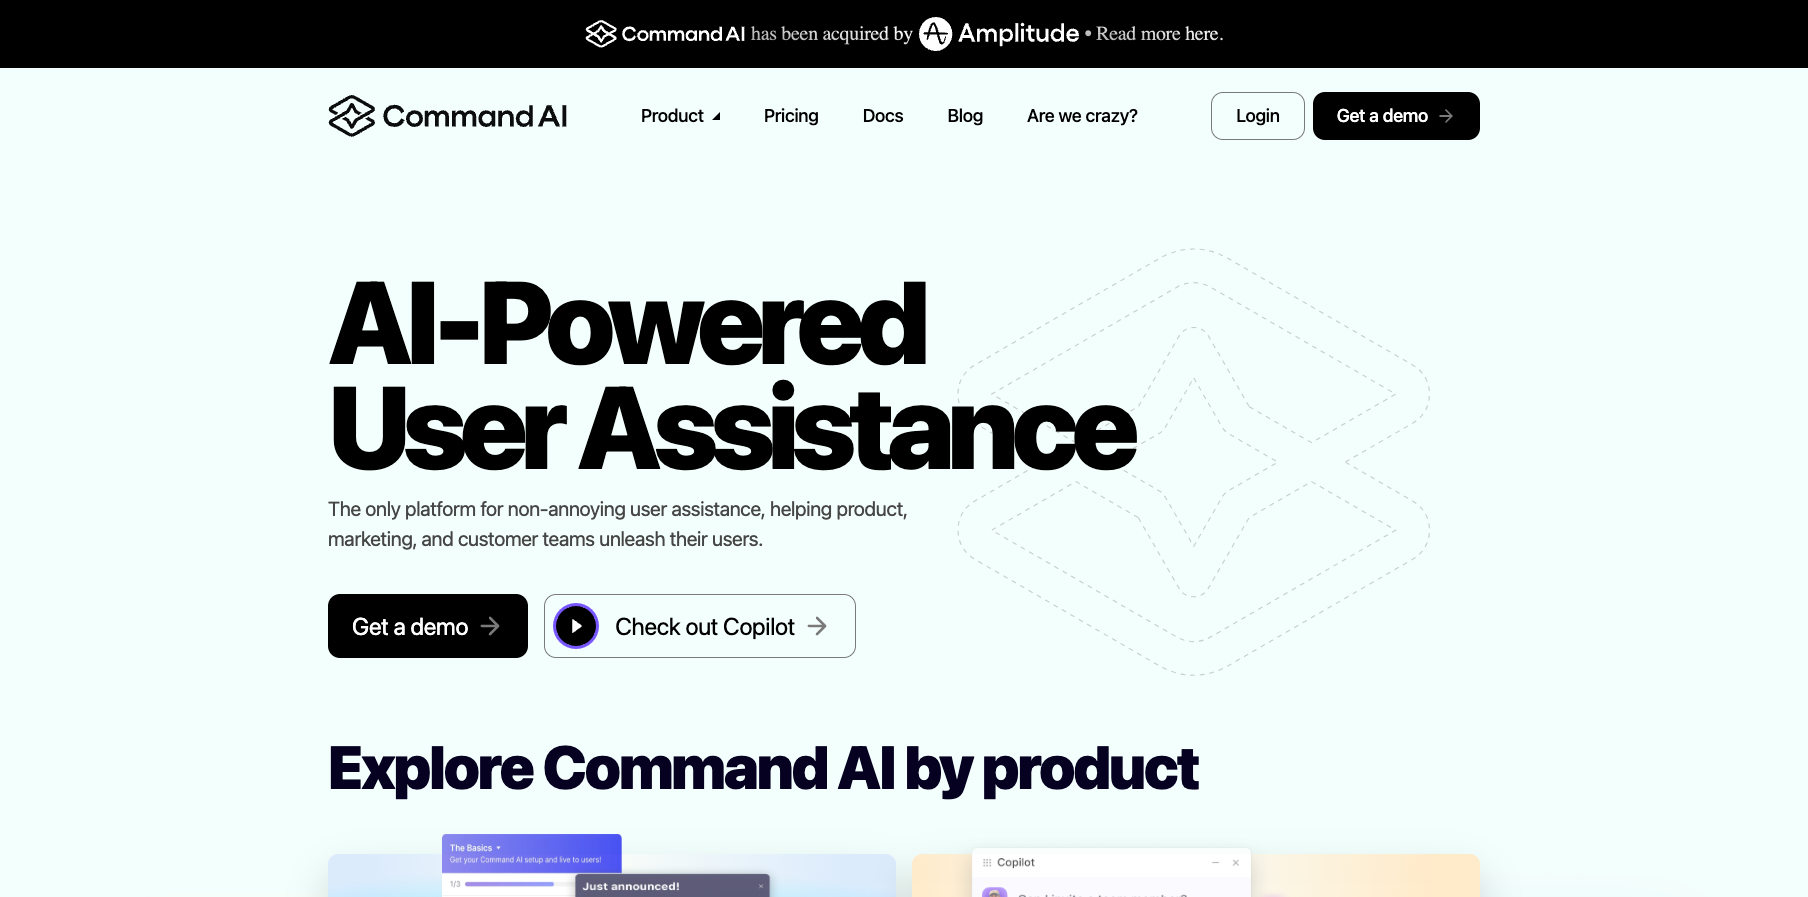 Command AI has been acquired by Amplitude • Read more here.
Command AI Product Pricing Docs Blog Are we crazy? Login Get a demo →
AI-Powered
User Assistance
The only platform for non-annoying user assistance, helping product,
marketing, and customer teams unleash their users.
Get a demo → Check out Copilot →
Explore Command AI by product
The Basics
Get your Command AI setup and live to users!
1/3
Just announced!
Copilot